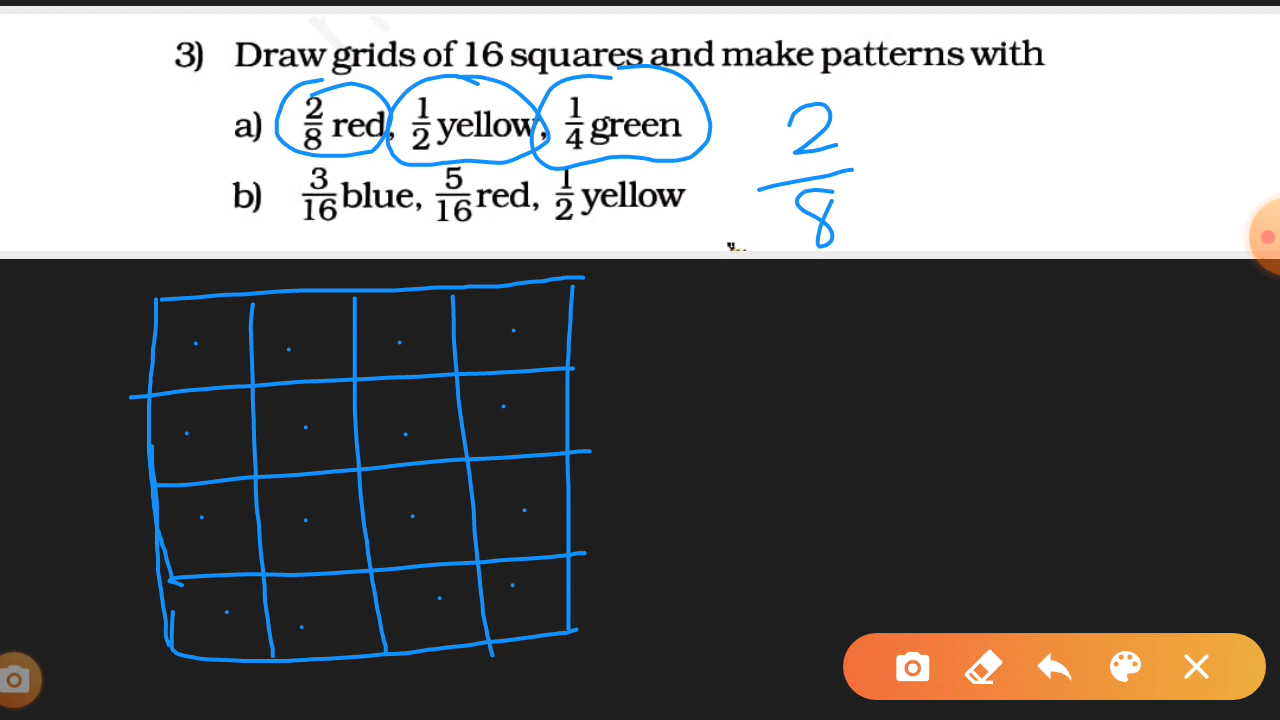 3) Draw grids of 16 squares and make patterns with
a) 2/8 red, 1/2 yellow, 1/4 green
b) 3/16 blue, 5/16 red, 1/2 yellow
2/8